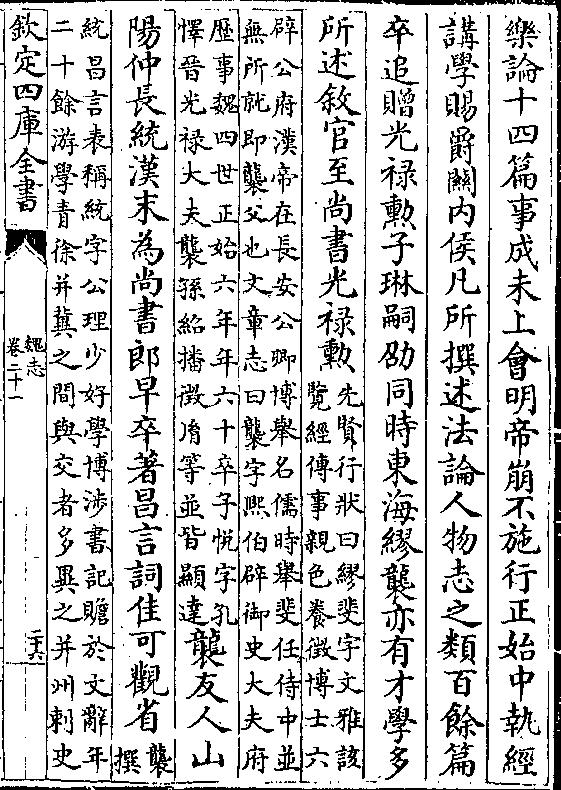 樂論十四篇事成未上會明帝崩不施行正始中執經
講學賜爵關内侯凡所撰述法論人物志之類百餘篇
卒追贈光禄勲子琳嗣劭同時東海繆襲亦有才學多
所述敘官至尚書光禄勲
先賢行狀曰繆斐字文雅該
覽經傳事親色養徴博士六
辟公府漢帝在長安公卿博舉名儒時舉斐任侍中並
無所就即襲父也文章志曰襲字熙伯辟御史大夫府
歴事魏四世正始六年年六十卒子悅字孔
懌晉光禄大夫襲孫紹播徴胤等並皆顯達
襲友人山
陽仲長統漢末為尚書郎早卒著昌言詞佳可觀省
襲
撰
統昌言表稱統字公理少好學博涉書記贍於文辭年
二十餘游學青徐并冀之間與交者多異之并州刺史
欽定四庫全書
魏志
卷二十一
二十六